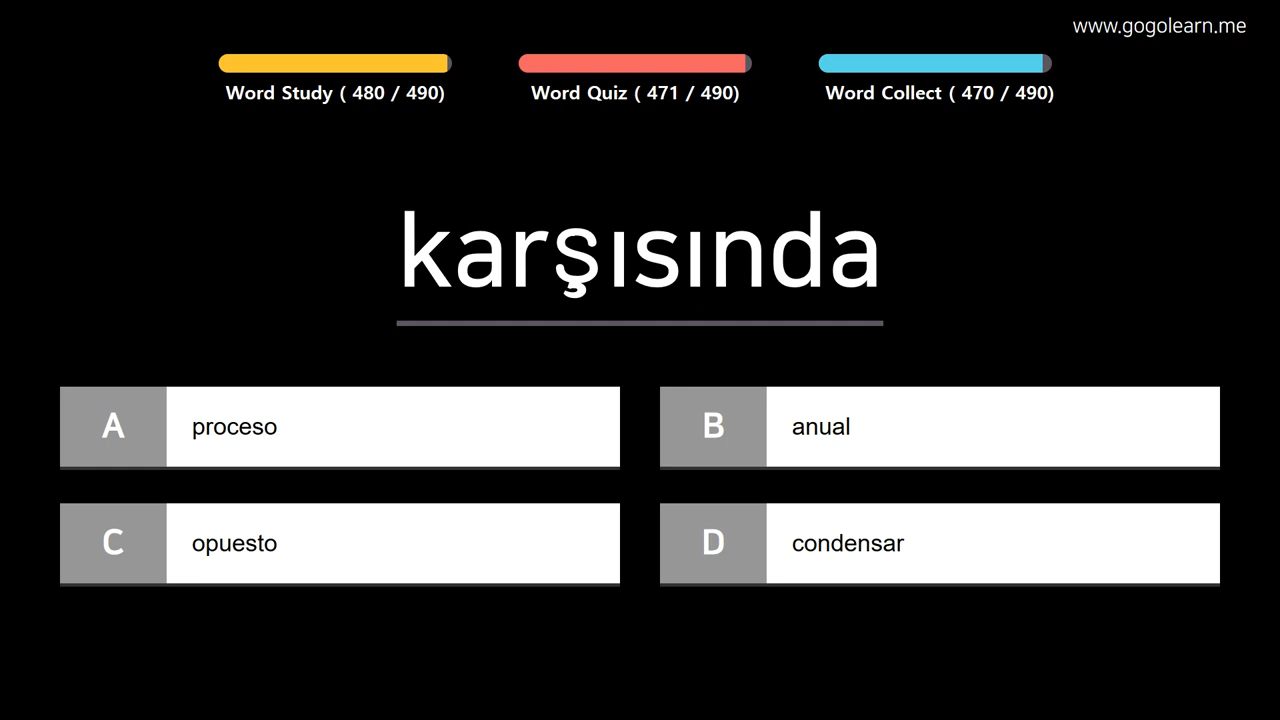 www.gogolearn.me
Word Study ( 480 / 490)
Word Quiz ( 471 / 490)
Word Collect ( 470 / 490)
karşısında
A proceso
B anual
C opuesto
D condensar